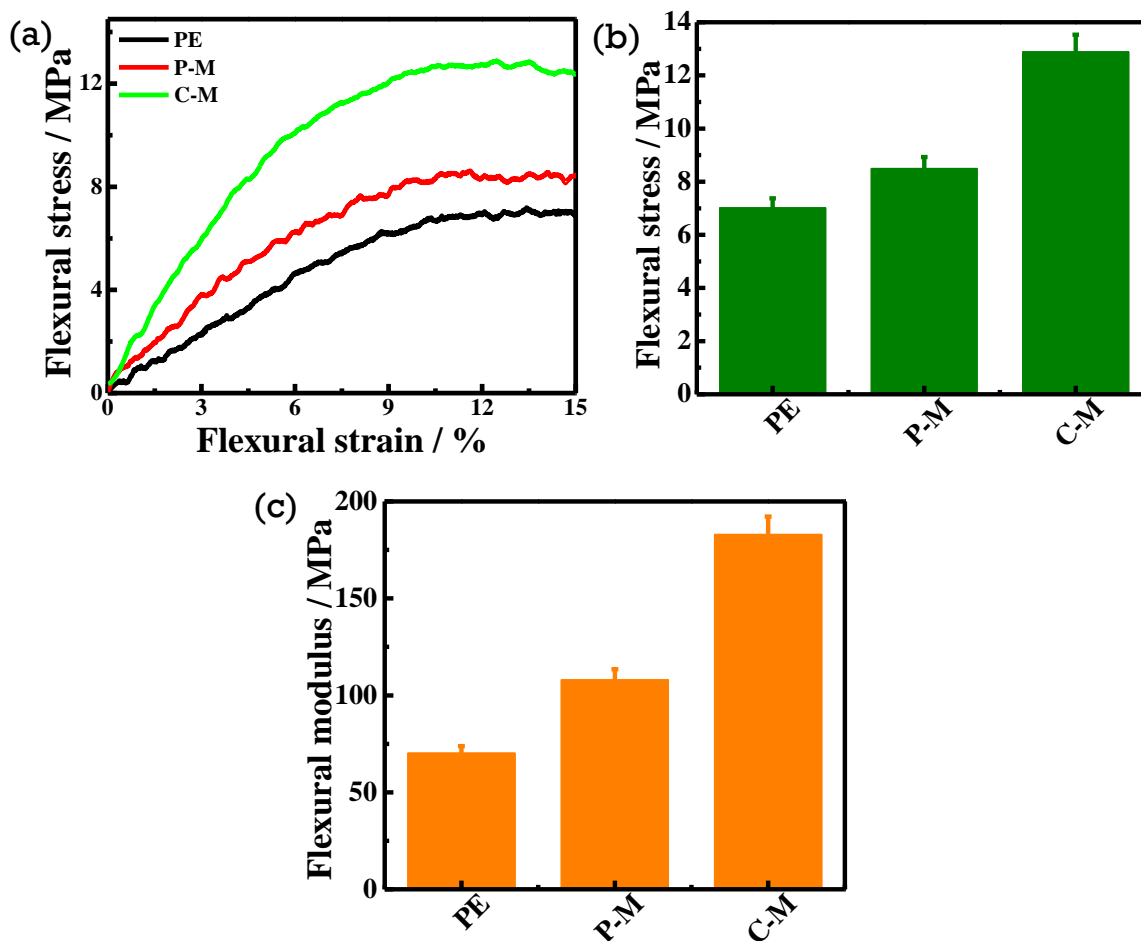 (a)
PE
P-M
C-M
Flexural stress / MPa
12
8
4
0
0 3 6 9 12 15
Flexural strain / %
(b)
Flexural stress / MPa
14
12
10
8
6
4
2
0
PE P-M C-M
(c)
Flexural modulus / MPa
200
150
100
50
0
PE P-M C-M